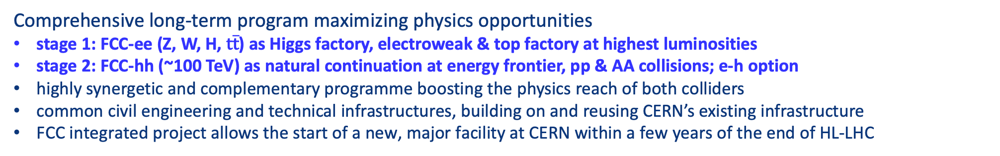 Comprehensive long-term program maximizing physics opportunities
• stage 1: FCC-ee (Z, W, H, tt̄) as Higgs factory, electroweak & top factory at highest luminosities
• stage 2: FCC-hh (~100 TeV) as natural continuation at energy frontier, pp & AA collisions; e-h option
• highly synergetic and complementary programme boosting the physics reach of both colliders
• common civil engineering and technical infrastructures, building on and reusing CERN’s existing infrastructure
• FCC integrated project allows the start of a new, major facility at CERN within a few years of the end of HL-LHC